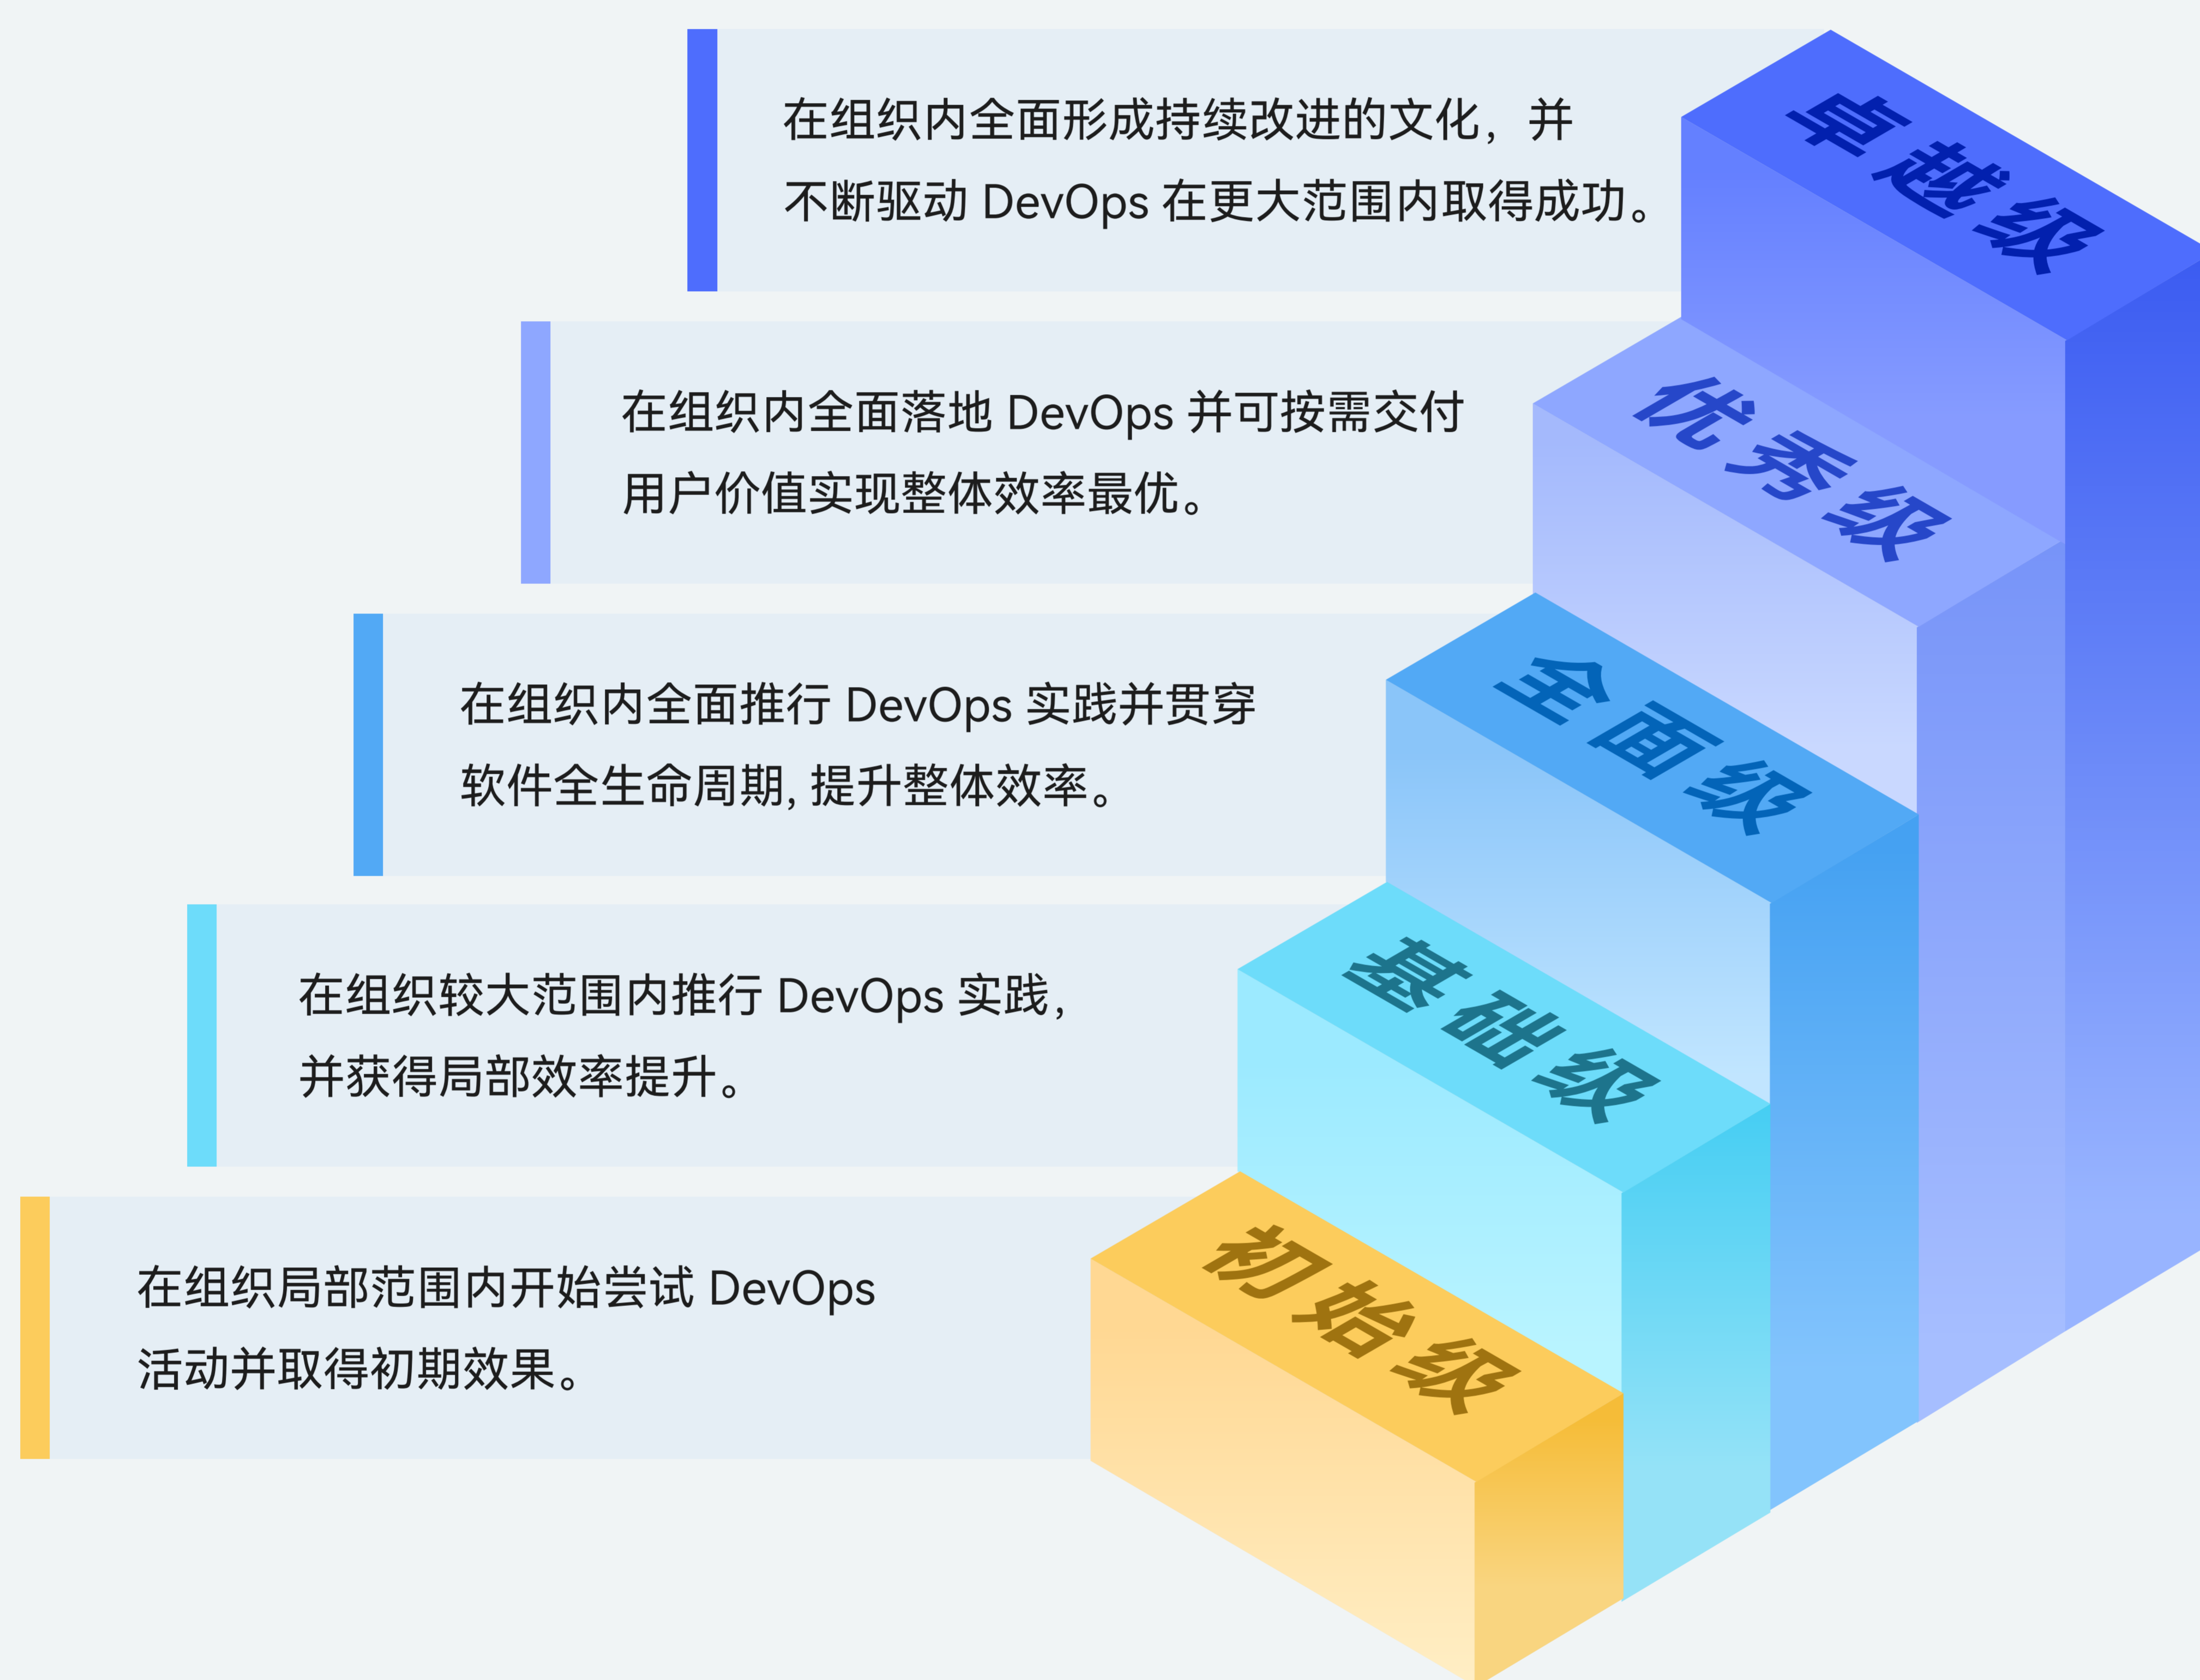 在组织内全面形成持续改进的文化，并
不断驱动 DevOps 在更大范围内取得成功。
卓越级
在组织内全面落地 DevOps 并可按需交付
用户价值实现整体效率最优。
优秀级
在组织内全面推行 DevOps 实践并贯穿
软件全生命周期, 提升整体效率。
全面级
在组织较大范围内推行 DevOps 实践,
并获得局部效率提升。
基础级
在组织局部范围内开始尝试 DevOps
活动并取得初期效果。
初始级